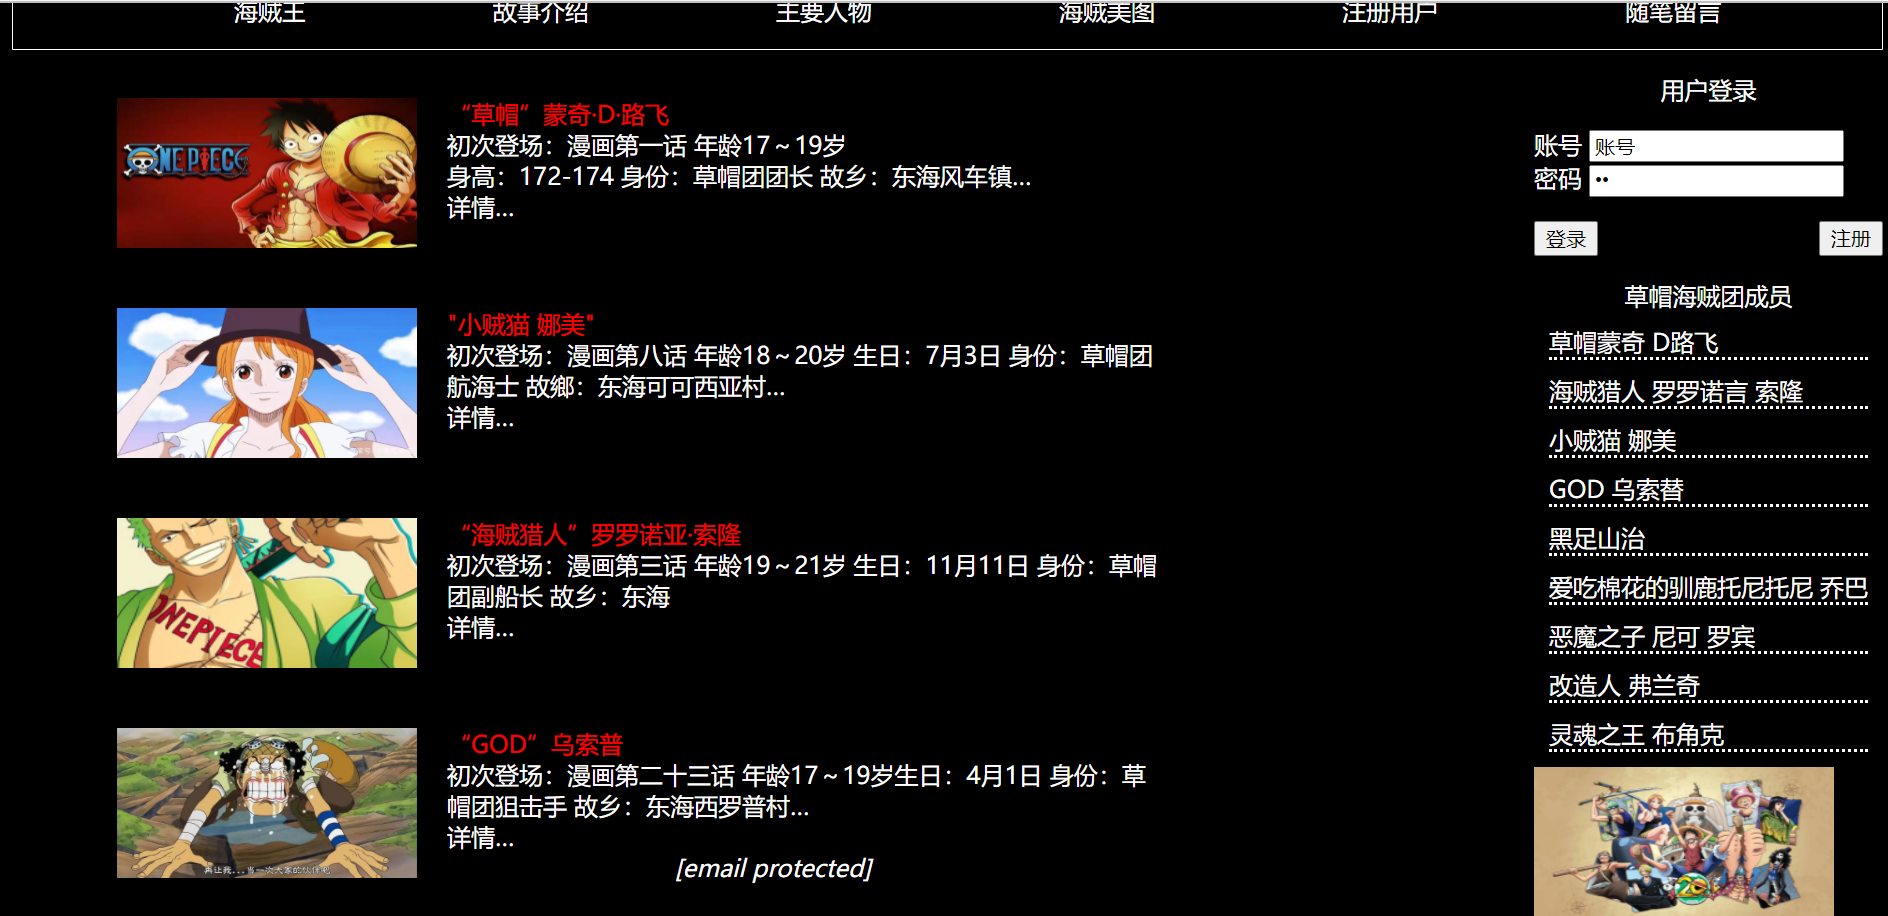 海贼王 故事介绍 主要人物 海贼美图 注册用户 随笔留言
“草帽”蒙奇·D·路飞
初次登场：漫画第一话 年龄17～19岁
身高：172-174 身份：草帽团团长 故乡：东海风车镇...
详情...
ONE PIECE
"小贼猫 娜美"
初次登场：漫画第八话 年龄18～20岁 生日：7月3日 身份：草帽团
航海士 故鄉：东海可可西亚村...
详情...
“海贼猎人”罗罗诺亚·索隆
初次登场：漫画第三话 年龄19～21岁 生日：11月11日 身份：草帽
团副船长 故乡：东海
详情...
ONEPIECE
“GOD”乌索普
初次登场：漫画第二十三话 年龄17～19岁生日：4月1日 身份：草
帽团狙击手 故乡：东海西罗普村...
详情...
再让我...当一次大家的伙伴吧
[email protected]
用户登录
账号 账号
密码 ••
登录 注册
草帽海贼团成员
草帽蒙奇 D路飞
海贼猎人 罗罗诺言 索隆
小贼猫 娜美
GOD 乌索替
黑足山治
爱吃棉花的驯鹿托尼托尼 乔巴
恶魔之子 尼可 罗宾
改造人 弗兰奇
灵魂之王 布角克